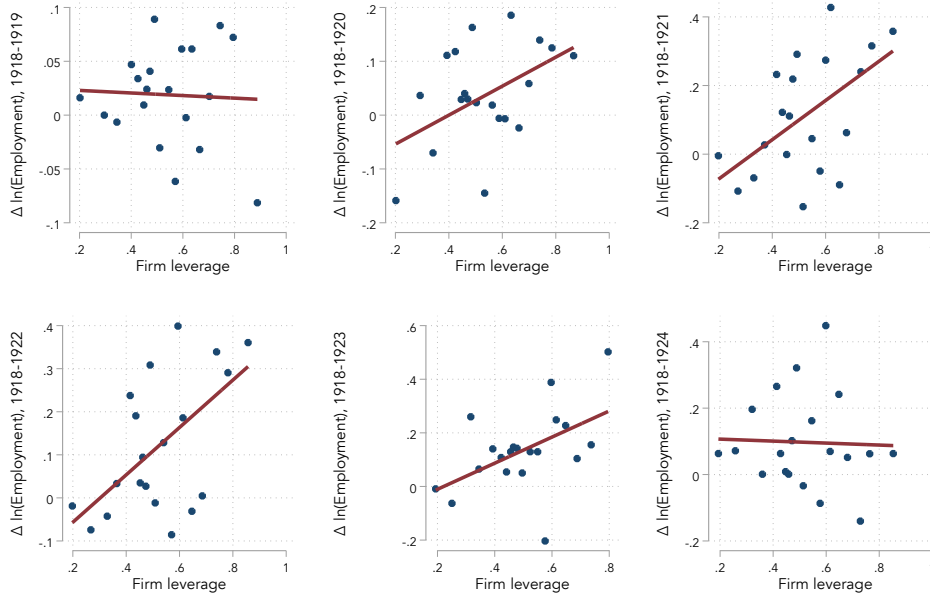 Δ ln(Employment), 1918-1919
.1
.05
0
-.05
-.1
.2 .4 .6 .8 1
Firm leverage
Δ ln(Employment), 1918-1920
.2
.1
0
-.1
-.2
.2 .4 .6 .8 1
Firm leverage
Δ ln(Employment), 1918-1921
.4
.2
0
-.2
.2 .4 .6 .8
Firm leverage
Δ ln(Employment), 1918-1922
.4
.3
.2
.1
0
-.1
.2 .4 .6 .8 1
Firm leverage
Δ ln(Employment), 1918-1923
.6
.4
.2
0
-.2
.2 .4 .6 .8
Firm leverage
Δ ln(Employment), 1918-1924
.4
.2
0
-.2
.2 .4 .6 .8
Firm leverage